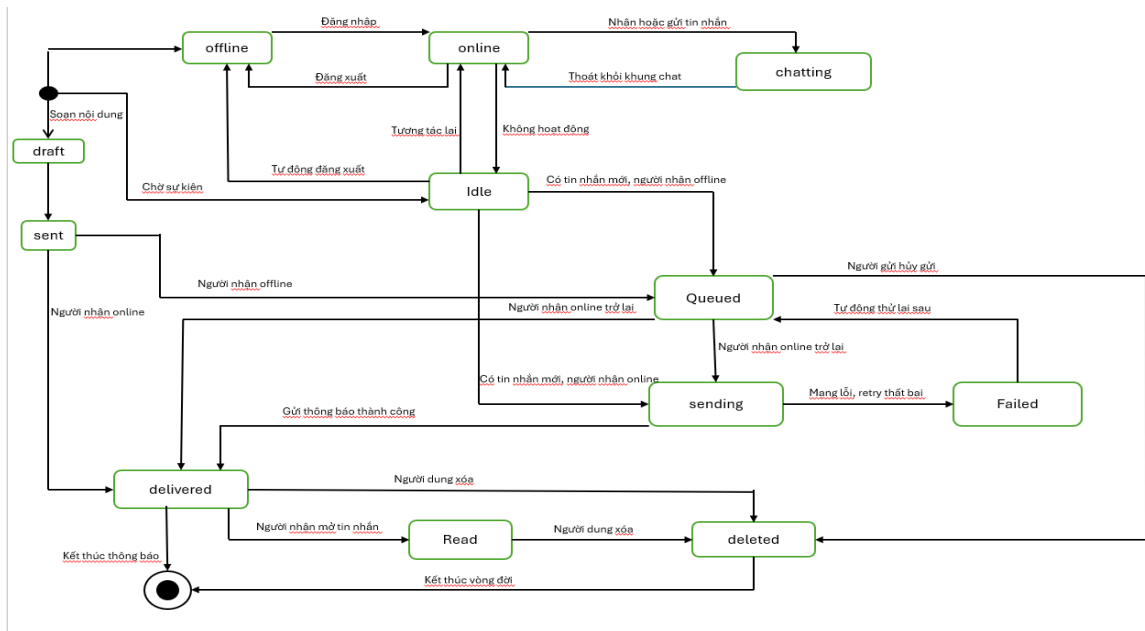 Đăng nhập
Nhận hoặc gửi tin nhắn
offline
online
chatting
Đăng xuất
Thoát khỏi khung chat
Soạn nội dung
Tương tác lại
Không hoạt động
draft
Tự động đăng xuất
Chờ sự kiện
Idle
Có tin nhắn mới, người nhận offline
sent
Người gửi hủy gửi
Người nhận offline
Queued
Người nhận online
Người nhận online trở lại
Tự động thử lại sau
Người nhận online trở lại
Có tin nhắn mới, người nhận online
sending
Mạng lỗi, retry thất bại
Failed
Gửi thông báo thành công
delivered
Người dung xóa
Người nhận mở tin nhắn
Read
Người dung xóa
deleted
Kết thúc thông báo
Kết thúc vòng đời